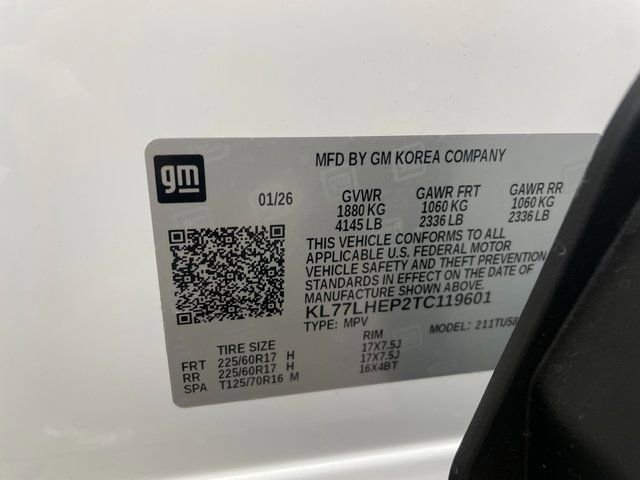 gm
MFD BY GM KOREA COMPANY
01/26
GVWR
1880 KG
4145 LB
GAWR FRT
1060 KG
2336 LB
GAWR RR
1060 KG
2336 LB
THIS VEHICLE CONFORMS TO ALL
APPLICABLE U.S. FEDERAL MOTOR
VEHICLE SAFETY AND THEFT PREVENTION
STANDARDS IN EFFECT ON THE DATE OF
MANUFACTURE SHOWN ABOVE.
KL77LHEP2TC119601
TYPE: MPV MODEL: 211TU58
TIRE SIZE RIM
FRT 225/60R17 H 17X7.5J
RR 225/60R17 H 17X7.5J
SPA T125/70R16 M 16X4BT